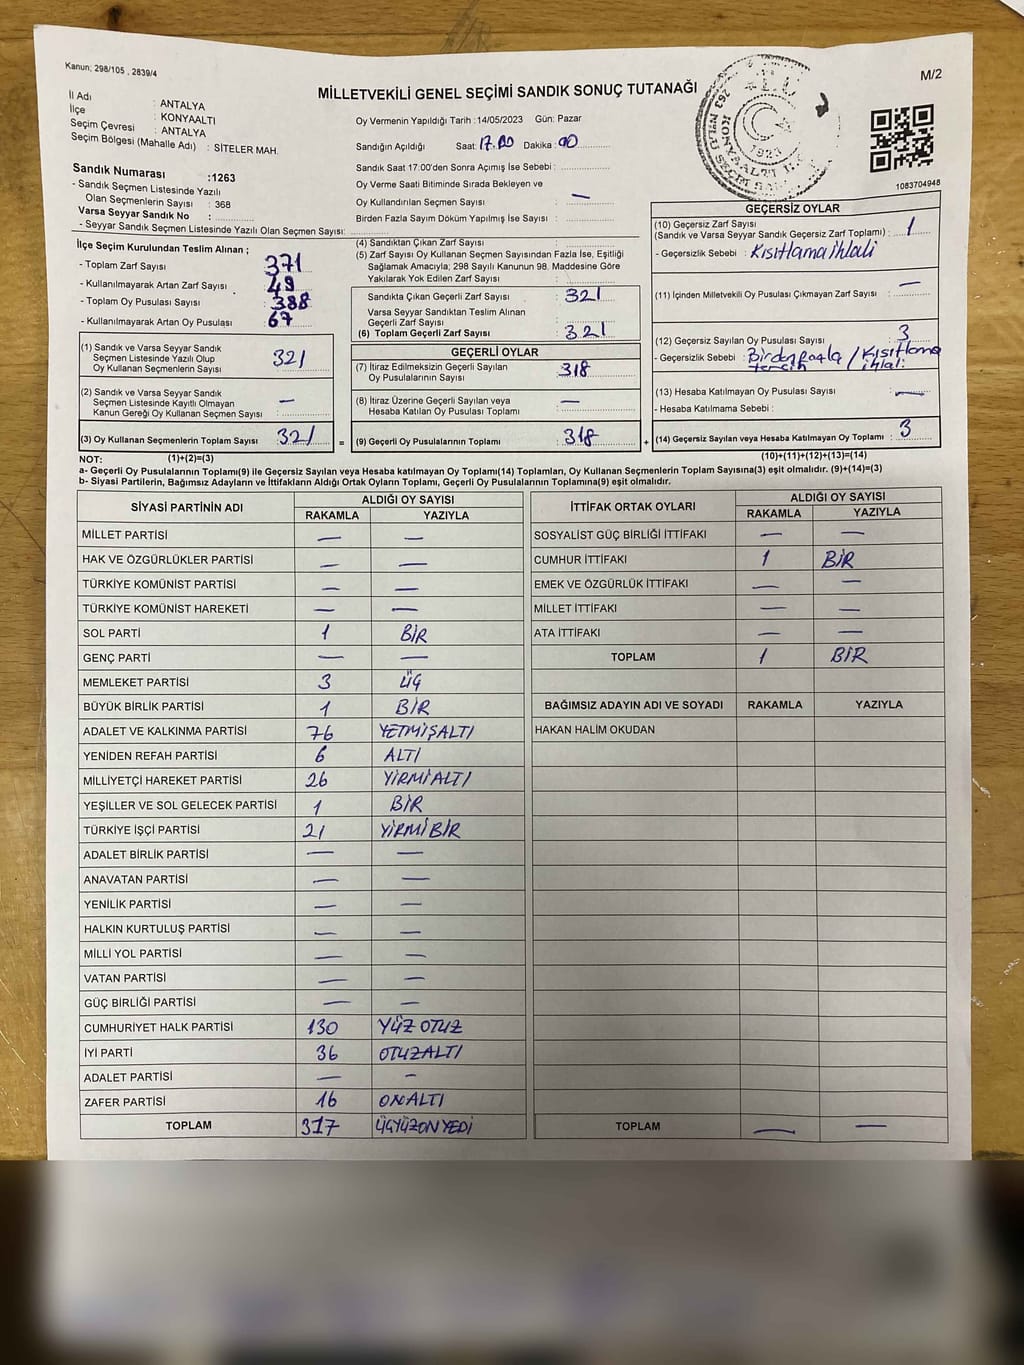 Kanun; 298/105 , 2839/4
M/2
MİLLETVEKİLİ GENEL SEÇİMİ SANDIK SONUÇ TUTANAĞI
İl Adı : ANTALYA
İlçe : KONYAALTI
Seçim Çevresi : ANTALYA
Seçim Bölgesi (Mahalle Adı) : SİTELER MAH.
Sandık Numarası :1263
- Sandık Seçmen Listesinde Yazılı
Olan Seçmenlerin Sayısı : 368
Varsa Seyyar Sandık No :
- Seyyar Sandık Seçmen Listesinde Yazılı Olan Seçmen Sayısı:
Oy Vermenin Yapıldığı Tarih :14/05/2023 Gün: Pazar
Sandığın Açıldığı Saat: 17.00 Dakika: 00
Sandık Saat 17:00'den Sonra Açımış İse Sebebi :
Oy Verme Saati Bitiminde Sırada Bekleyen ve
Oy Kullandırılan Seçmen Sayısı : —
Birden Fazla Sayım Döküm Yapılmış İse Sayısı :
263 NOLU SEÇİM
KONYAALTI
1923
1083704948
İlçe Seçim Kurulundan Teslim Alınan ;
- Toplam Zarf Sayısı : 371
- Kullanılmayarak Artan Zarf Sayısı : 49
- Toplam Oy Pusulası Sayısı : 388
- Kullanılmayarak Artan Oy Pusulası : 67
(1) Sandık ve Varsa Seyyar Sandık
Seçmen Listesinde Yazılı Olup
Oy Kullanan Seçmenlerin Sayısı 321
(2) Sandık ve Varsa Seyyar Sandık
Seçmen Listesinde Kayıtlı Olmayan
Kanun Gereği Oy Kullanan Seçmen Sayısı —
(3) Oy Kullanan Seçmenlerin Toplam Sayısı 321 =
(4) Sandıktan Çıkan Zarf Sayısı :
(5) Zarf Sayısı Oy Kullanan Seçmen Sayısından Fazla İse, Eşitliği
Sağlamak Amacıyla; 298 Sayılı Kanunun 98. Maddesine Göre
Yakılarak Yok Edilen Zarf Sayısı :
Sandıkta Çıkan Geçerli Zarf Sayısı : 321
Varsa Seyyar Sandıktan Teslim Alınan
Geçerli Zarf Sayısı :
(6) Toplam Geçerli Zarf Sayısı : 321
GEÇERLİ OYLAR
(7) İtiraz Edilmeksizin Geçerli Sayılan
Oy Pusulalarının Sayısı : 318
(8) İtiraz Üzerine Geçerli Sayılan veya
Hesaba Katılan Oy Pusulası Toplamı : —
(9) Geçerli Oy Pusulalarının Toplamı : 318 +
GEÇERSİZ OYLAR
(10) Geçersiz Zarf Sayısı
(Sandık ve Varsa Seyyar Sandık Geçersiz Zarf Toplamı) : 1
- Geçersizlik Sebebi : Kısıtlama ihlali
(11) İçinden Milletvekili Oy Pusulası Çıkmayan Zarf Sayısı : —
(12) Geçersiz Sayılan Oy Pusulası Sayısı : 3
- Geçersizlik Sebebi : Birden fazla / Kısıtlama
tercih ihlali
(13) Hesaba Katılmayan Oy Pusulası Sayısı : —
- Hesaba Katılmama Sebebi :
(14) Geçersiz Sayılan veya Hesaba Katılmayan Oy Toplamı : 3
NOT: (1)+(2)=(3)
(10)+(11)+(12)+(13)=(14)
a- Geçerli Oy Pusulalarının Toplamı(9) ile Geçersiz Sayılan veya Hesaba katılmayan Oy Toplamı(14) Toplamları, Oy Kullanan Seçmenlerin Toplam Sayısına(3) eşit olmalıdır. (9)+(14)=(3)
b- Siyasi Partilerin, Bağımsız Adayların ve İttifakların Aldığı Ortak Oyların Toplamı, Geçerli Oy Pusulalarının Toplamına(9) eşit olmalıdır.
SİYASİ PARTİNİN ADI ALDIĞI OY SAYISI
RAKAMLA YAZIYLA
MİLLET PARTİSİ — —
HAK VE ÖZGÜRLÜKLER PARTİSİ — —
TÜRKİYE KOMÜNİST PARTİSİ — —
TÜRKİYE KOMÜNİST HAREKETİ — —
SOL PARTİ 1 BİR
GENÇ PARTİ — —
MEMLEKET PARTİSİ 3 ÜÇ
BÜYÜK BİRLİK PARTİSİ 1 BİR
ADALET VE KALKINMA PARTİSİ 76 YETMİŞALTI
YENİDEN REFAH PARTİSİ 6 ALTI
MİLLİYETÇİ HAREKET PARTİSİ 26 YİRMİALTI
YEŞİLLER VE SOL GELECEK PARTİSİ 1 BİR
TÜRKİYE İŞÇİ PARTİSİ 21 YİRMİBİR
ADALET BİRLİK PARTİSİ — —
ANAVATAN PARTİSİ — —
YENİLİK PARTİSİ — —
HALKIN KURTULUŞ PARTİSİ — —
MİLLİ YOL PARTİSİ — —
VATAN PARTİSİ — —
GÜÇ BİRLİĞİ PARTİSİ — —
CUMHURİYET HALK PARTİSİ 130 YÜZ OTUZ
İYİ PARTİ 36 OTUZALTI
ADALET PARTİSİ — -
ZAFER PARTİSİ 16 ONALTI
TOPLAM 317 ÜÇYÜZONYEDİ
İTTİFAK ORTAK OYLARI ALDIĞI OY SAYISI
RAKAMLA YAZIYLA
SOSYALİST GÜÇ BİRLİĞİ İTTİFAKI — —
CUMHUR İTTİFAKI 1 BİR
EMEK VE ÖZGÜRLÜK İTTİFAKI — —
MİLLET İTTİFAKI — —
ATA İTTİFAKI — —
TOPLAM 1 BİR
BAĞIMSIZ ADAYIN ADI VE SOYADI RAKAMLA YAZIYLA
HAKAN HALİM OKUDAN
TOPLAM — —